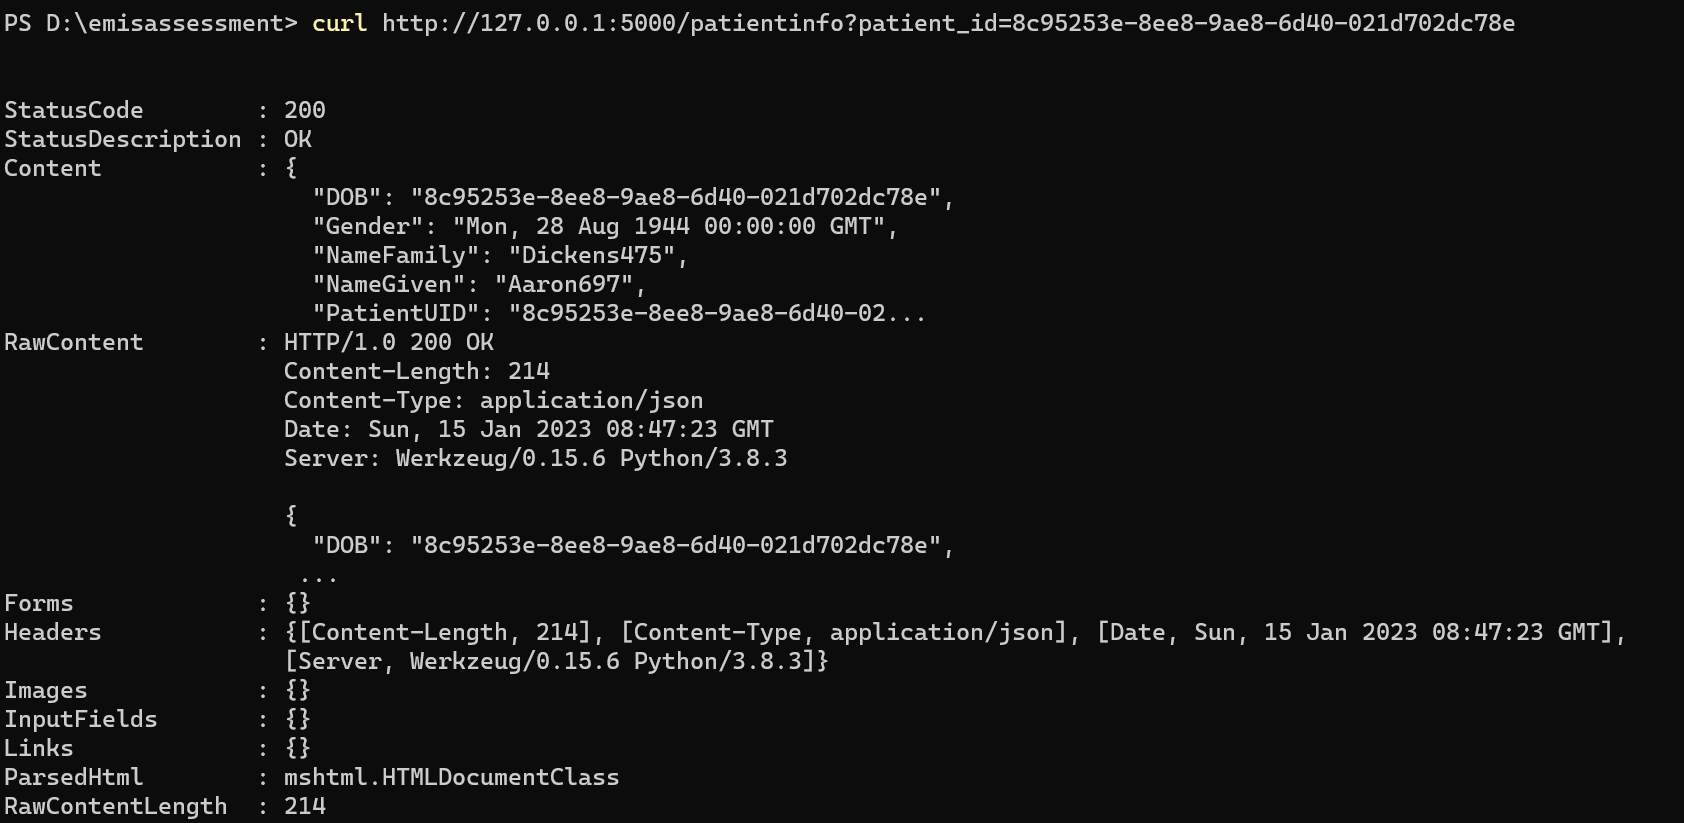 PS D:\emisassessment> curl http://127.0.0.1:5000/patientinfo?patient_id=8c95253e-8ee8-9ae8-6d40-021d702dc78e
StatusCode        : 200
StatusDescription : OK
Content           : {
                      "DOB": "8c95253e-8ee8-9ae8-6d40-021d702dc78e",
                      "Gender": "Mon, 28 Aug 1944 00:00:00 GMT",
                      "NameFamily": "Dickens475",
                      "NameGiven": "Aaron697",
                      "PatientUID": "8c95253e-8ee8-9ae8-6d40-02...
RawContent        : HTTP/1.0 200 OK
                    Content-Length: 214
                    Content-Type: application/json
                    Date: Sun, 15 Jan 2023 08:47:23 GMT
                    Server: Werkzeug/0.15.6 Python/3.8.3
                    {
                      "DOB": "8c95253e-8ee8-9ae8-6d40-021d702dc78e",
                     ...
Forms             : {}
Headers           : {[Content-Length, 214], [Content-Type, application/json], [Date, Sun, 15 Jan 2023 08:47:23 GMT],
                    [Server, Werkzeug/0.15.6 Python/3.8.3]}
Images            : {}
InputFields       : {}
Links             : {}
ParsedHtml        : mshtml.HTMLDocumentClass
RawContentLength  : 214